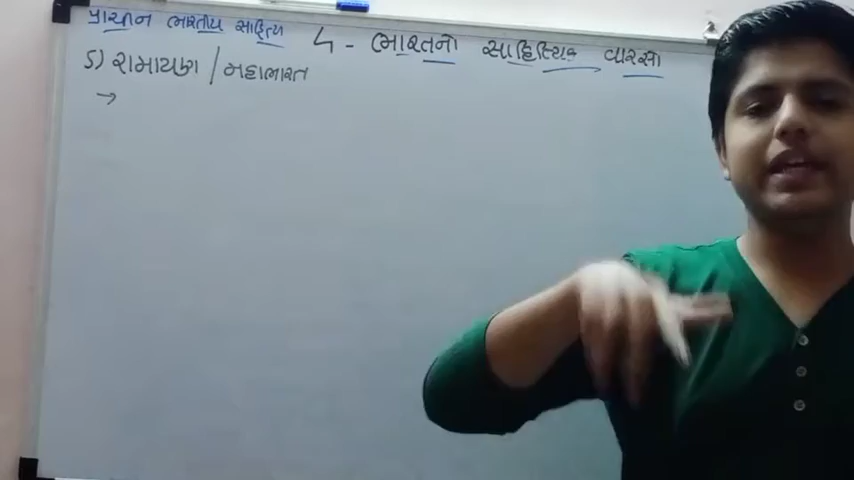 પ્રાચીન ભારતીય સાહિત્ય
4 - ભારતનો સાહિત્યિક વારસો
5) રામાયણ / મહાભારત
→